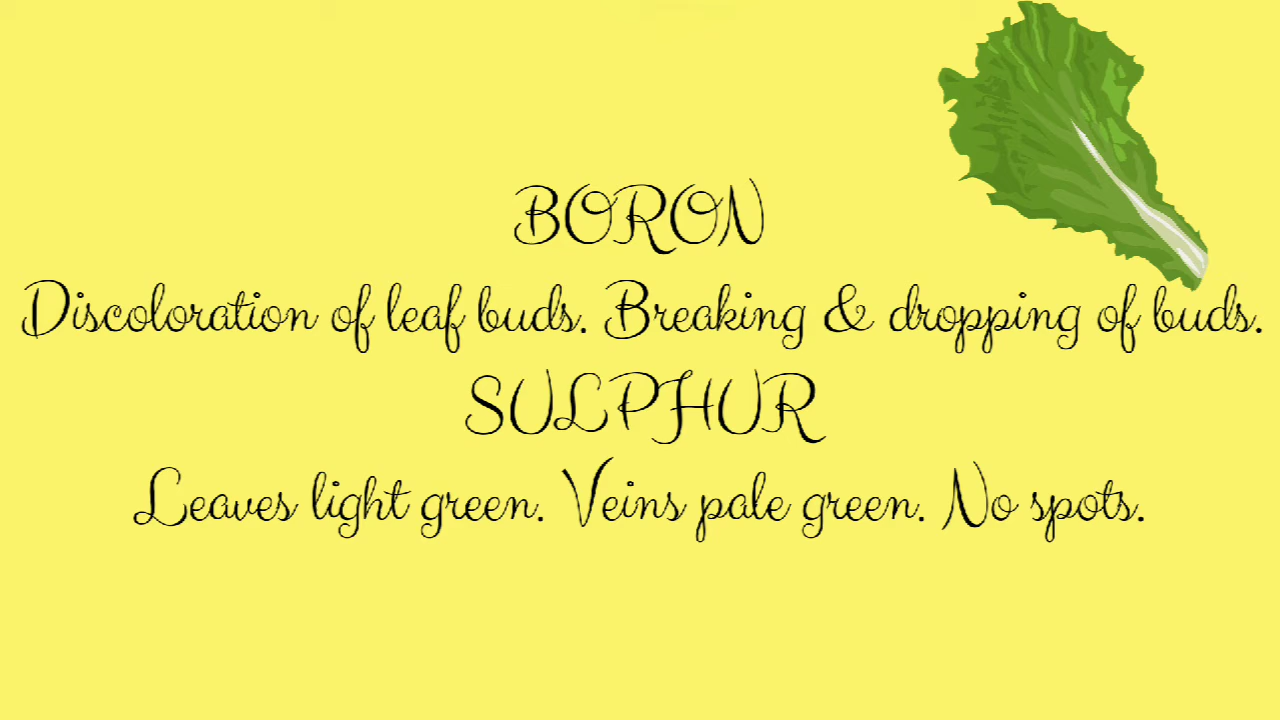 BORON
Discoloration of leaf buds. Breaking & dropping of buds.
SULPHUR
Leaves light green. Veins pale green. No spots.